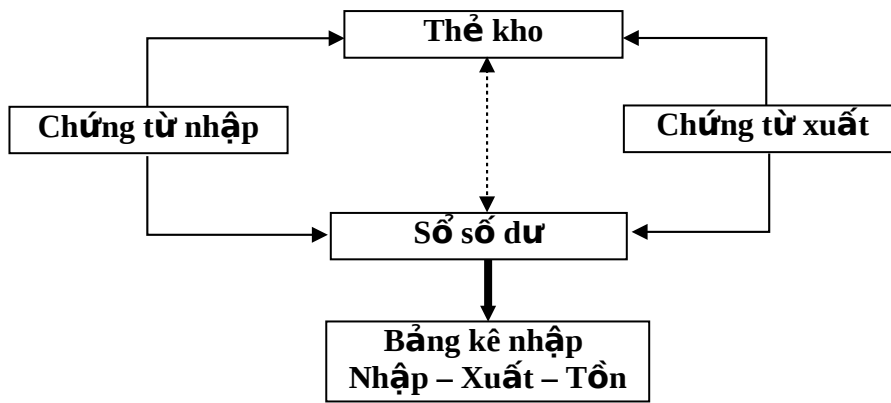 Thẻ kho
Chứng từ nhập
Chứng từ xuất
Sổ số dư
Bảng kê nhập
Nhập – Xuất – Tồn